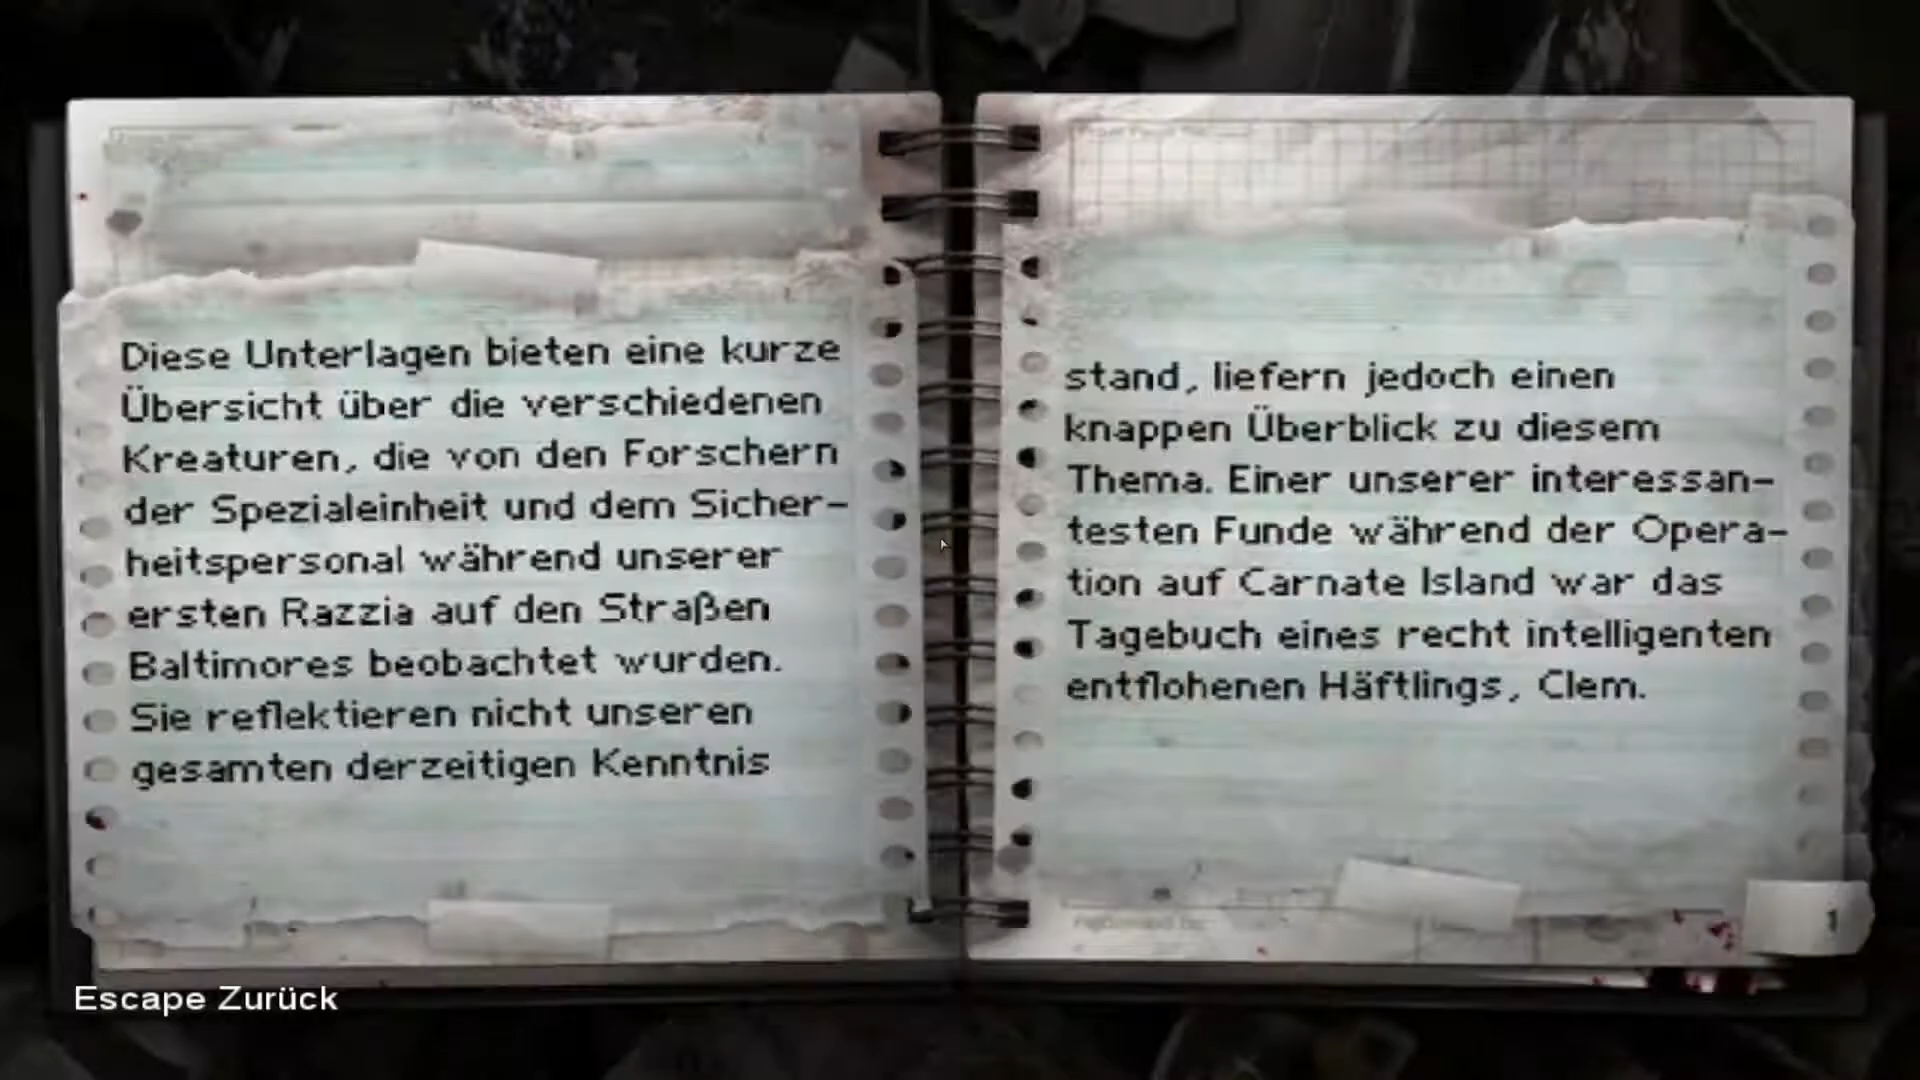 Diese Unterlagen bieten eine kurze
Übersicht über die verschiedenen
Kreaturen, die von den Forschern
der Spezialeinheit und dem Sicher-
heitspersonal während unserer
ersten Razzia auf den Straßen
Baltimores beobachtet wurden.
Sie reflektieren nicht unseren
gesamten derzeitigen Kenntnis
stand, liefern jedoch einen
knappen Überblick zu diesem
Thema. Einer unserer interessan-
testen Funde während der Opera-
tion auf Carnate Island war das
Tagebuch eines recht intelligenten
entflohenen Häftlings, Clem.
1
Escape Zurück